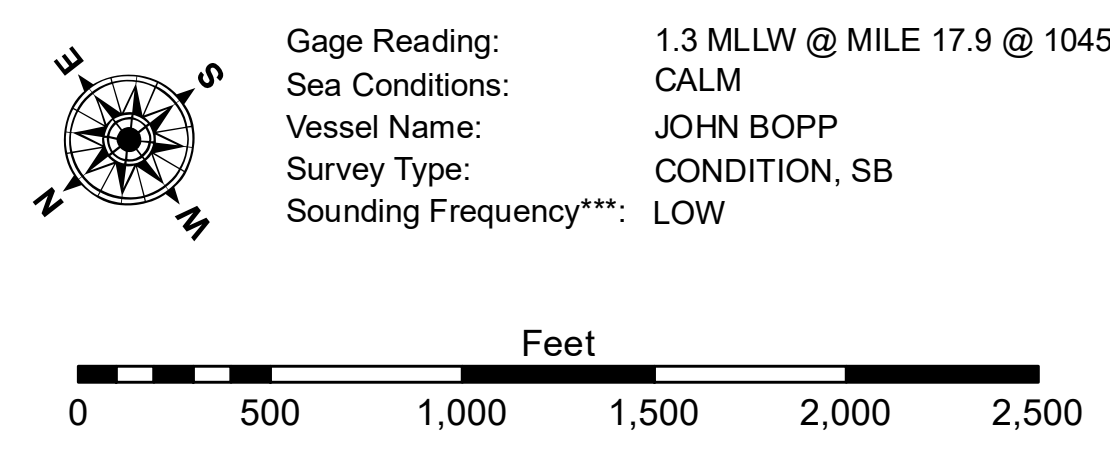 E
S
N
W
Gage Reading: 1.3 MLLW @ MILE 17.9 @ 1045
Sea Conditions: CALM
Vessel Name: JOHN BOPP
Survey Type: CONDITION, SB
Sounding Frequency***: LOW
Feet
0 500 1,000 1,500 2,000 2,500